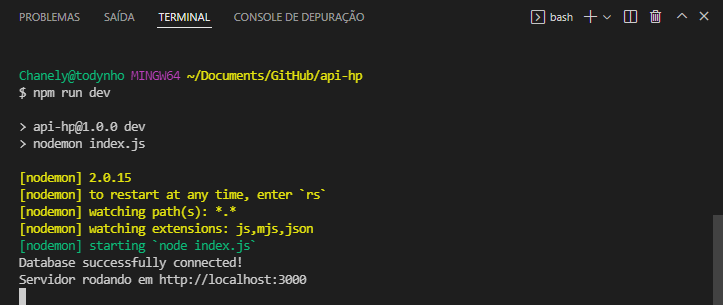 PROBLEMAS SAÍDA TERMINAL CONSOLE DE DEPURAÇÃO bash
Chanely@todynho MINGW64 ~/Documents/GitHub/api-hp
$ npm run dev
> api-hp@1.0.0 dev
> nodemon index.js
[nodemon] 2.0.15
[nodemon] to restart at any time, enter `rs`
[nodemon] watching path(s): *.*
[nodemon] watching extensions: js,mjs,json
[nodemon] starting `node index.js`
Database successfully connected!
Servidor rodando em http://localhost:3000